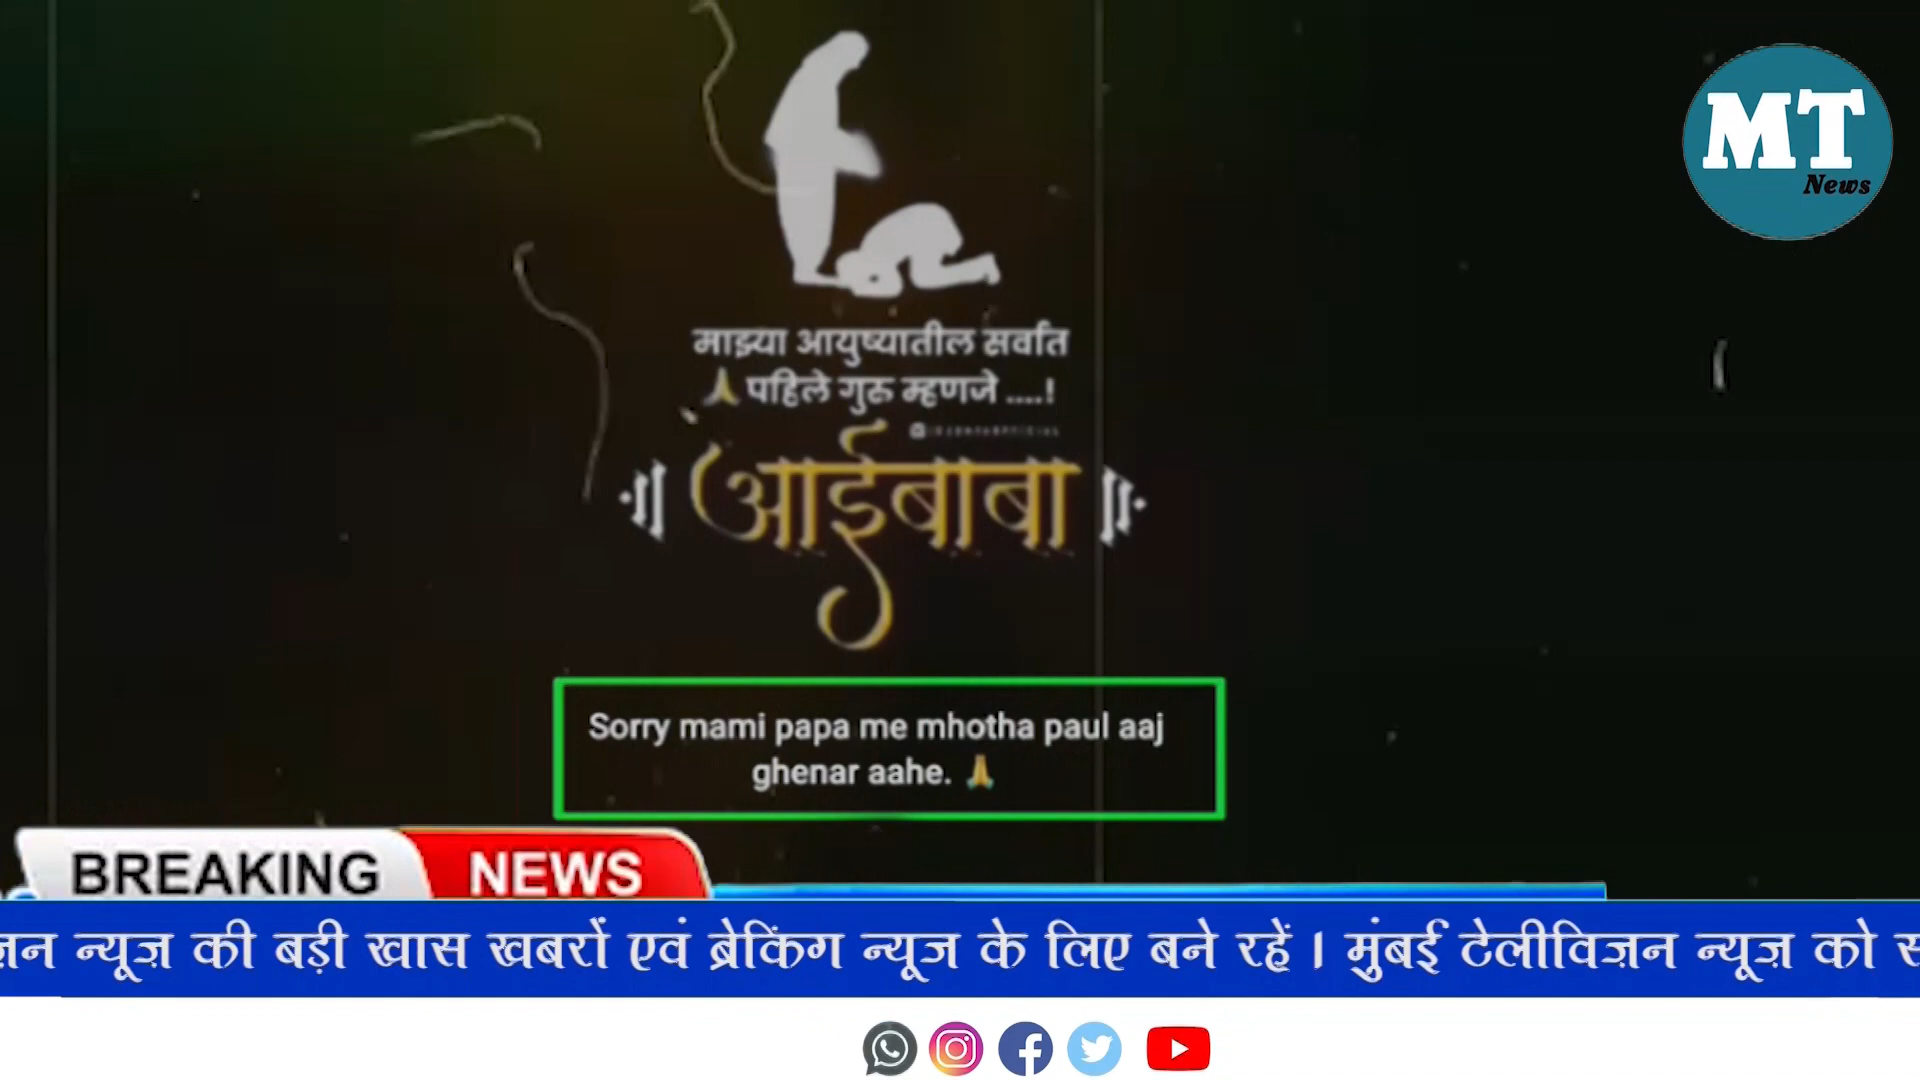 MT
News
माझ्या आयुष्यातील सर्वात
🙏 पहिले गुरु म्हणजे ....!
आईबाबा
Sorry mami papa me mhotha paul aaj
ghenar aahe. 🙏
BREAKING NEWS
न्यूज़ की बड़ी खास खबरों एवं ब्रेकिंग न्यूज के लिए बने रहें । मुंबई टेलीविज़न न्यूज़ को